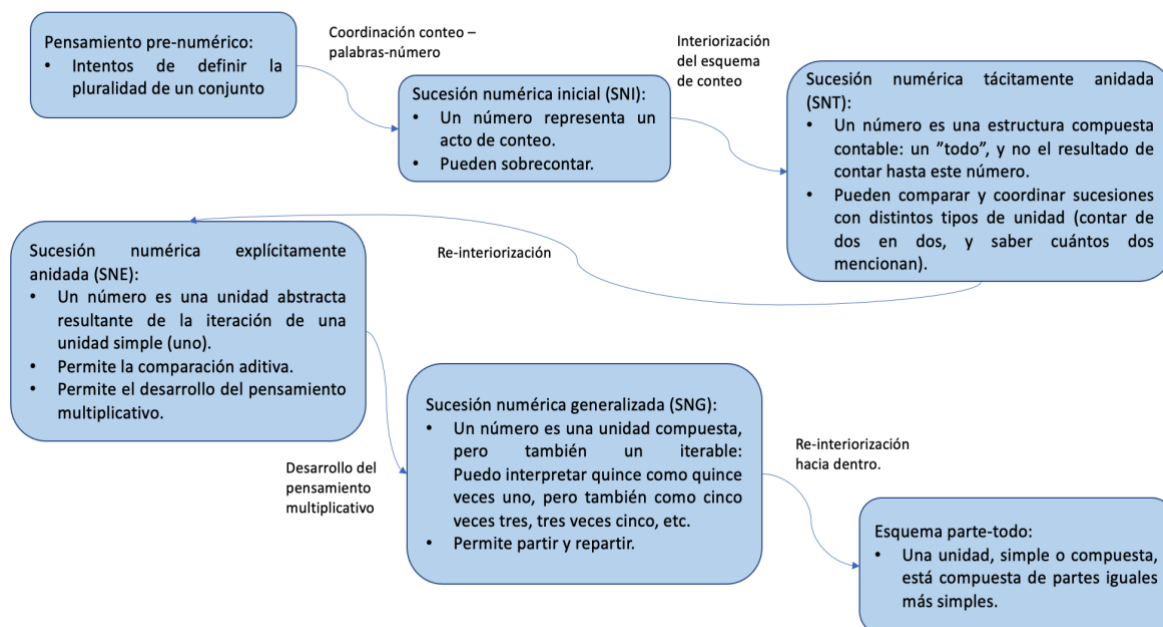 Pensamiento pre-numérico:
• Intentos de definir la
pluralidad de un conjunto
Coordinación conteo –
palabras-número
Sucesión numérica inicial (SNI):
• Un número representa un
acto de conteo.
• Pueden sobrecontar.
Interiorización
del esquema
de conteo
Sucesión numérica tácitamente anidada
(SNT):
• Un número es una estructura compuesta
contable: un ”todo”, y no el resultado de
contar hasta este número.
• Pueden comparar y coordinar sucesiones
con distintos tipos de unidad (contar de
dos en dos, y saber cuántos dos
mencionan).
Re-interiorización
Sucesión numérica explícitamente
anidada (SNE):
• Un número es una unidad abstracta
resultante de la iteración de una
unidad simple (uno).
• Permite la comparación aditiva.
• Permite el desarrollo del pensamiento
multiplicativo.
Desarrollo del
pensamiento
multiplicativo
Sucesión numérica generalizada (SNG):
• Un número es una unidad compuesta,
pero también un iterable:
Puedo interpretar quince como quince
veces uno, pero también como cinco
veces tres, tres veces cinco, etc.
• Permite partir y repartir.
Re-interiorización
hacia dentro.
Esquema parte-todo:
• Una unidad, simple o compuesta,
está compuesta de partes iguales
más simples.